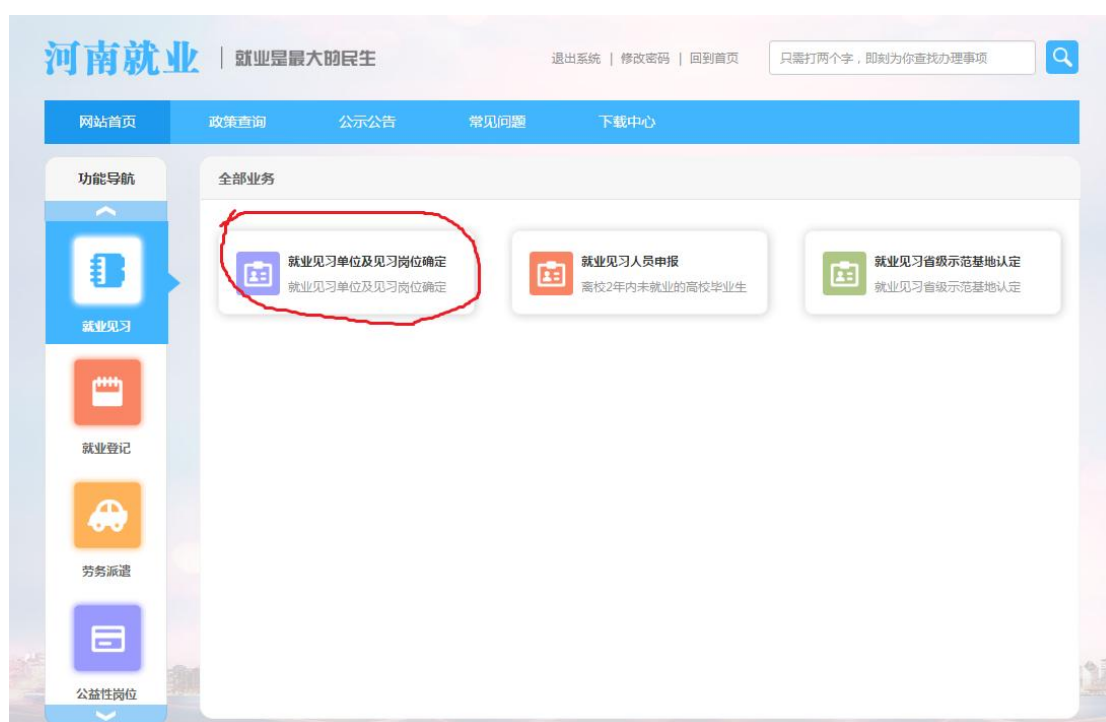 河南就业
就业是最大的民生
退出系统 | 修改密码 | 回到首页
只需打两个字，即刻为你查找办理事项
网站首页 政策查询 公示公告 常见问题 下载中心
功能导航
全部业务
就业见习
就业登记
劳务派遣
公益性岗位
就业见习单位及见习岗位确定
就业见习单位及见习岗位确定
就业见习人员申报
离校2年内未就业的高校毕业生
就业见习省级示范基地认定
就业见习省级示范基地认定